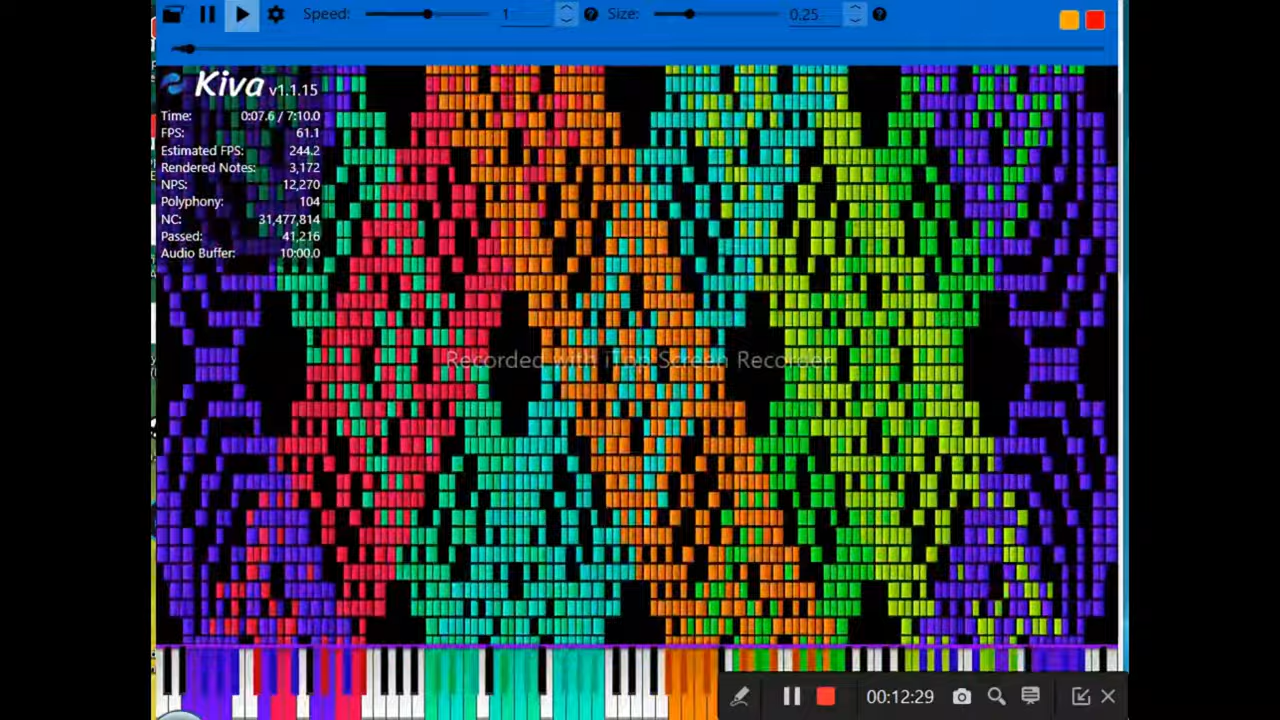 Speed: 1 Size: 0.25
Kiva v1.1.15
Time: 0:07.6 / 7:10.0
FPS: 61.1
Estimated FPS: 244.2
Rendered Notes: 3,172
NPS: 12,270
Polyphony: 104
NC: 31,477,814
Passed: 41,216
Audio Buffer: 10:00.0
Recorded with iTop Screen Recorder
00:12:29